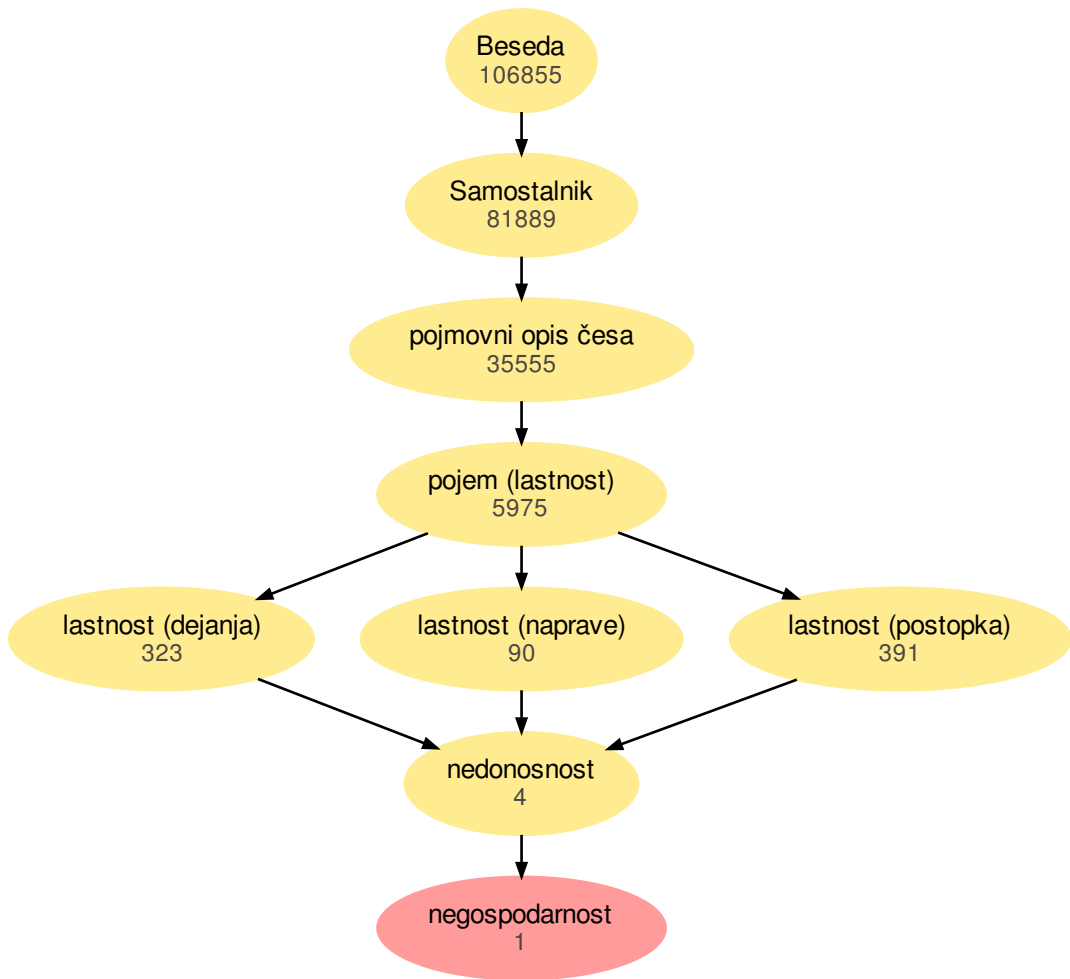 Beseda
106855
Samostalnik
81889
pojmovni opis česa
35555
pojem (lastnost)
5975
lastnost (dejanja)
323
lastnost (naprave)
90
lastnost (postopka)
391
nedonosnost
4
negospodarnost
1